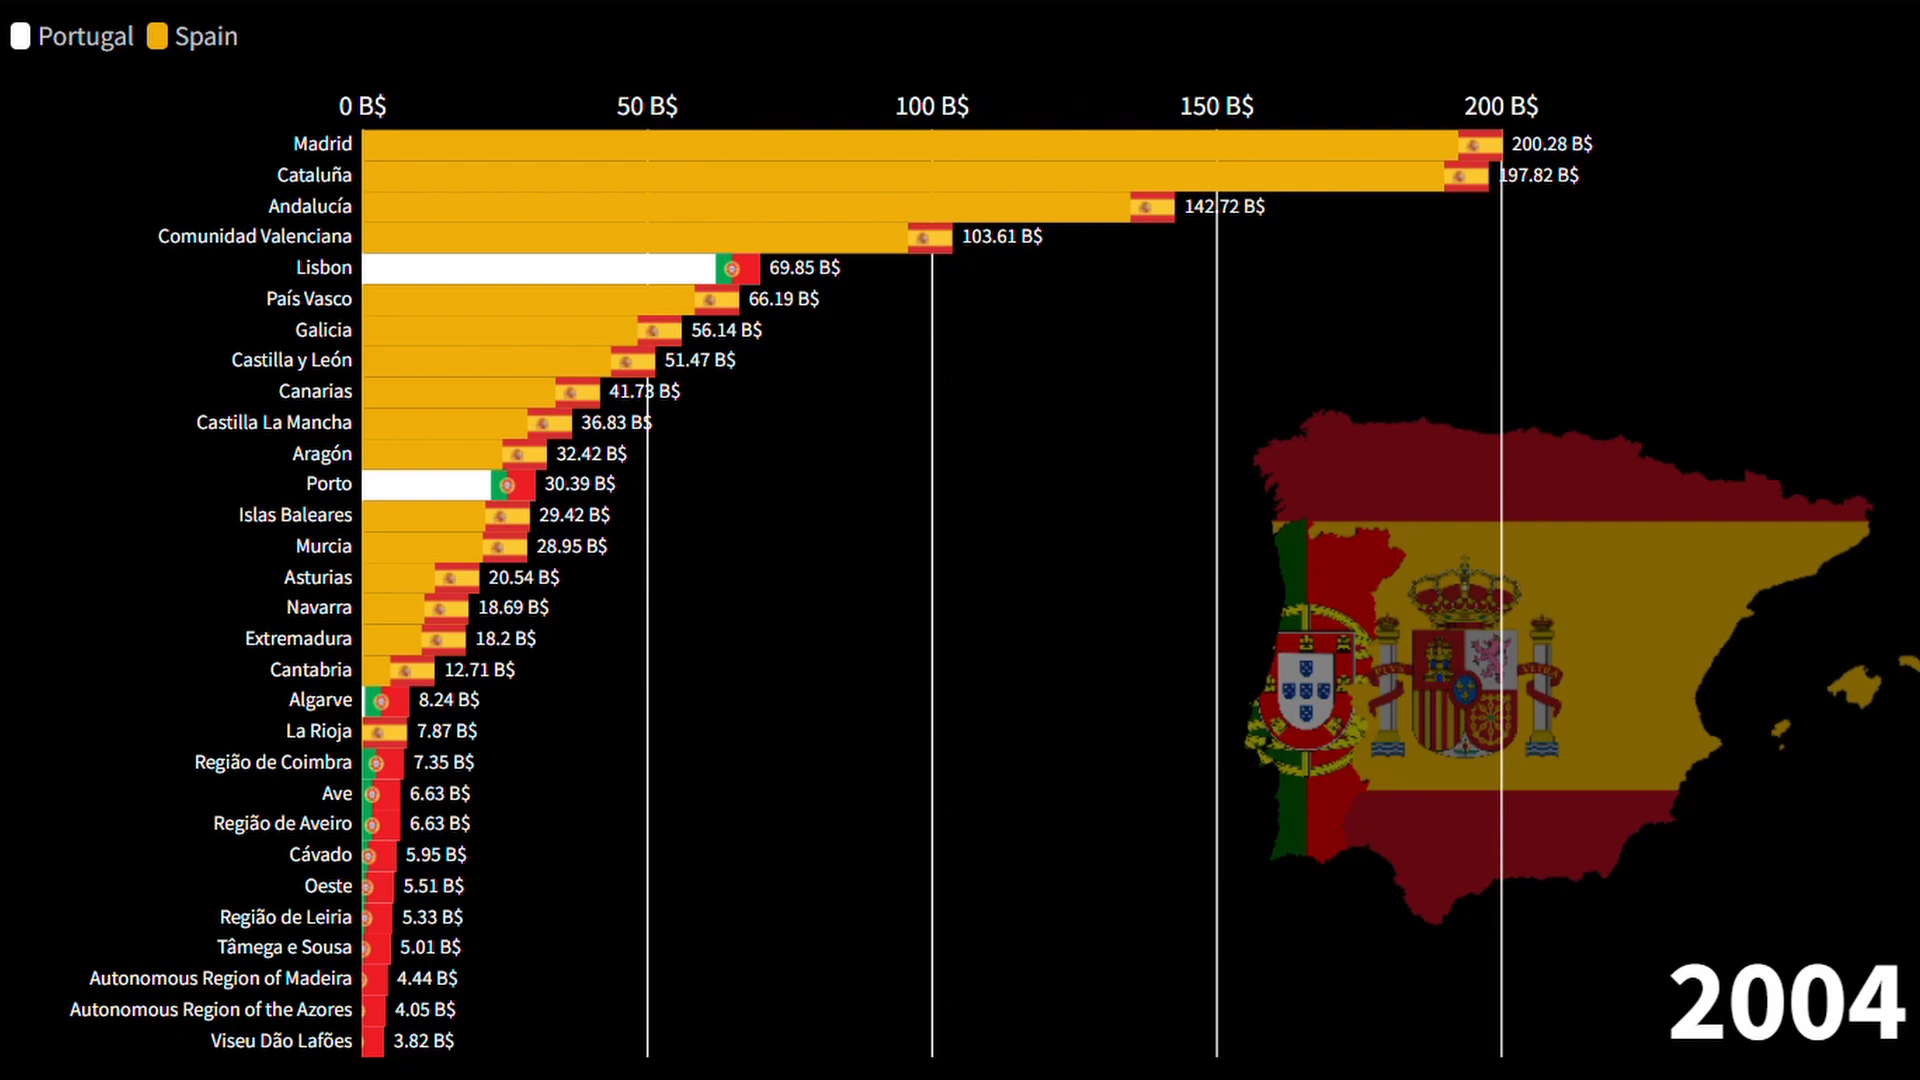 Portugal Spain
0 B$ 50 B$ 100 B$ 150 B$ 200 B$
Madrid 200.28 B$
Cataluña 197.82 B$
Andalucía 142.72 B$
Comunidad Valenciana 103.61 B$
Lisbon 69.85 B$
País Vasco 66.19 B$
Galicia 56.14 B$
Castilla y León 51.47 B$
Canarias 41.73 B$
Castilla La Mancha 36.83 B$
Aragón 32.42 B$
Porto 30.39 B$
Islas Baleares 29.42 B$
Murcia 28.95 B$
Asturias 20.54 B$
Navarra 18.69 B$
Extremadura 18.2 B$
Cantabria 12.71 B$
Algarve 8.24 B$
La Rioja 7.87 B$
Região de Coimbra 7.35 B$
Ave 6.63 B$
Região de Aveiro 6.63 B$
Cávado 5.95 B$
Oeste 5.51 B$
Região de Leiria 5.33 B$
Tâmega e Sousa 5.01 B$
Autonomous Region of Madeira 4.44 B$
Autonomous Region of the Azores 4.05 B$
Viseu Dão Lafões 3.82 B$
2004